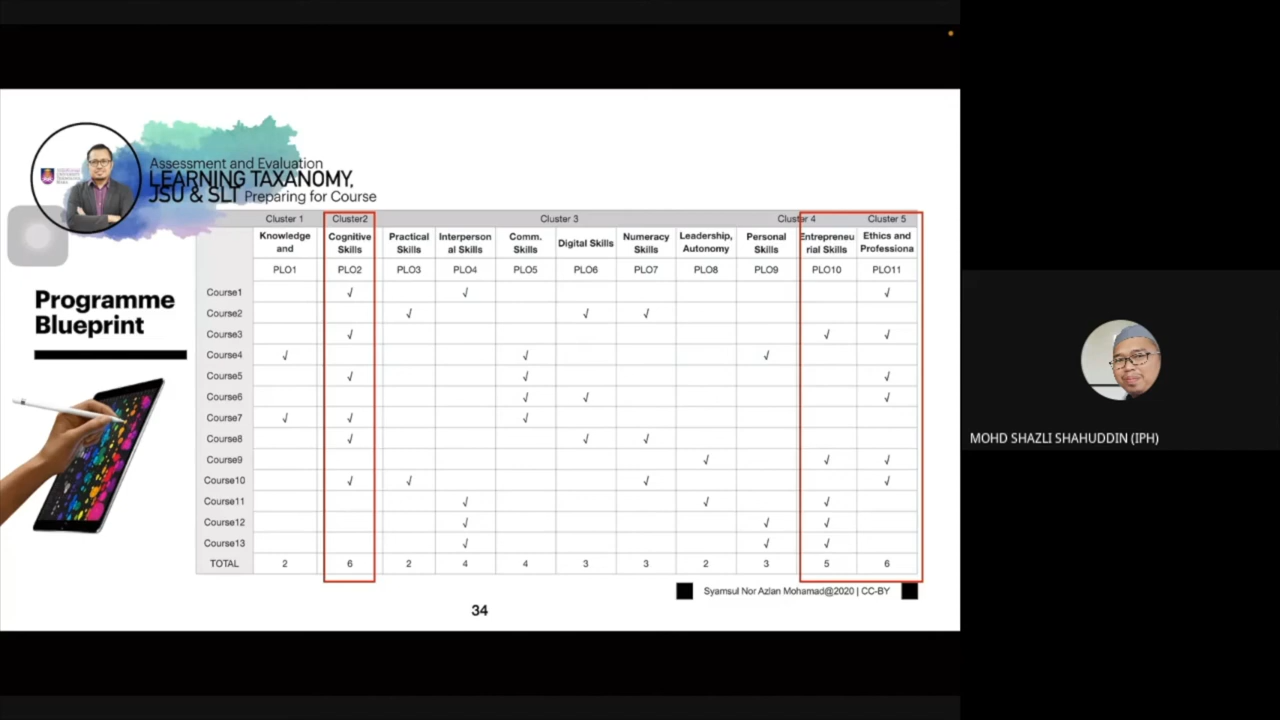 Assessment and Evaluation
LEARNING TAXANOMY,
JSU & SLT Preparing for Course
Programme
Blueprint
Cluster 1 Cluster2 Cluster 3 Cluster 4 Cluster 5
Knowledge Cognitive Practical Interperson Comm. Digital Skills Numeracy Leadership, Personal Entrepreneu Ethics and
and Skills Skills al Skills Skills Skills Autonomy Skills rial Skills Professiona
PLO1 PLO2 PLO3 PLO4 PLO5 PLO6 PLO7 PLO8 PLO9 PLO10 PLO11
Course1 √ √ √
Course2 √ √ √
Course3 √ √ √
Course4 √ √ √
Course5 √ √ √
Course6 √ √ √
Course7 √ √ √
Course8 √ √ √
Course9 √ √ √
Course10 √ √ √ √
Course11 √ √ √
Course12 √ √ √
Course13 √ √ √
TOTAL 2 6 2 4 4 3 3 2 3 5 6
Syamsul Nor Azlan Mohamad@2020 | CC-BY
34
MOHD SHAZLI SHAHUDDIN (IPH)